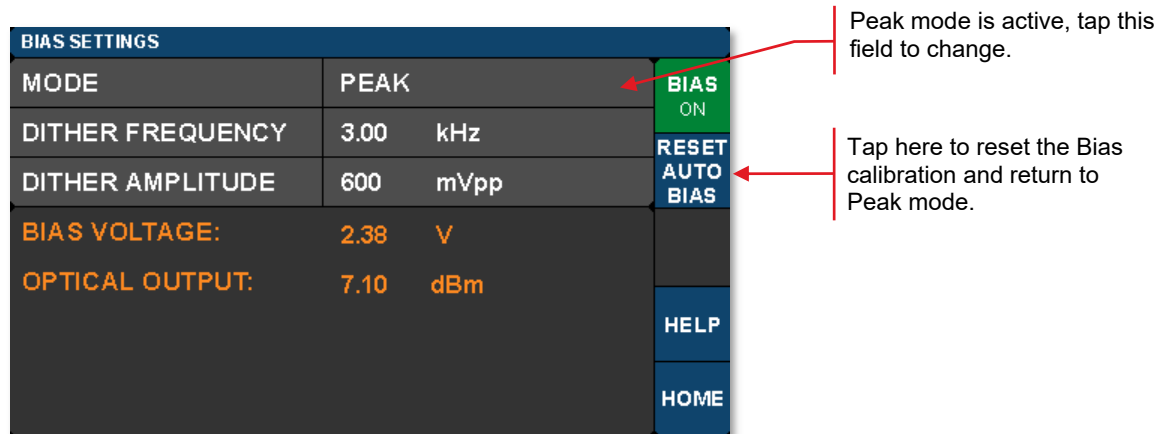 BIAS SETTINGS
MODE PEAK
DITHER FREQUENCY 3.00 kHz
DITHER AMPLITUDE 600 mVpp
BIAS VOLTAGE: 2.38 V
OPTICAL OUTPUT: 7.10 dBm
BIAS
ON
RESET
AUTO
BIAS
HELP
HOME
Peak mode is active, tap this
field to change.
Tap here to reset the Bias
calibration and return to
Peak mode.